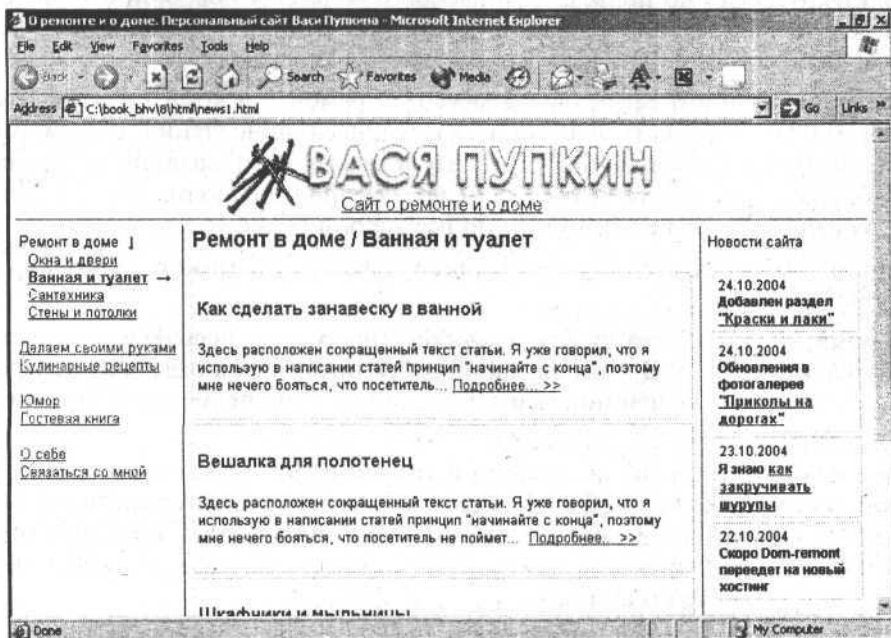 О ремонте и о доме. Персональный сайт Васи Пупкина - Microsoft Internet Explorer
File Edit View Favorites Tools Help
Back Search Favorites Media
Address C:\book_bhv\8\html\news1.html Go Links »
ВАСЯ ПУПКИН
Сайт о ремонте и о доме
Ремонт в доме ↓
Окна и двери
Ванная и туалет →
Сантехника
Стены и потолки
Делаем своими руками
Кулинарные рецепты
Юмор
Гостевая книга
О себе
Связаться со мной
Ремонт в доме / Ванная и туалет
Как сделать занавеску в ванной
Здесь расположен сокращенный текст статьи. Я уже говорил, что я
использую в написании статей принцип "начинайте с конца", поэтому
мне нечего бояться, что посетитель... Подробнее... >>
Вешалка для полотенец
Здесь расположен сокращенный текст статьи. Я уже говорил, что я
использую в написании статей принцип "начинайте с конца", поэтому
мне нечего бояться, что посетитель не поймет... Подробнее... >>
Шкафчики и мыльницы
Новости сайта
24.10.2004
Добавлен раздел
"Краски и лаки"
24.10.2004
Обновления в
фотогалерее
"Приколы на
дорогах"
23.10.2004
Я знаю как
закручивать
шурупы
22.10.2004
Скоро Dom-remont
переедет на новый
хостинг
Done My Computer